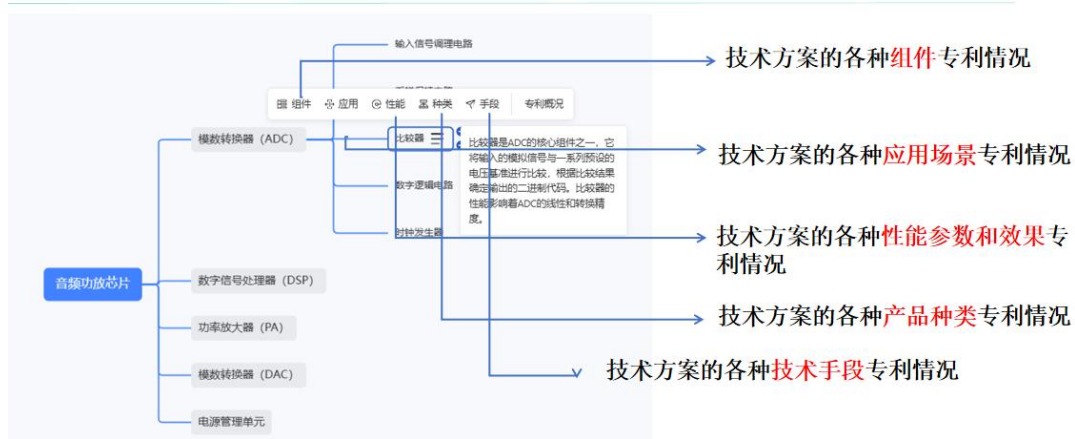 输入信号调理电路
技术方案的各种组件专利情况
组件 应用 性能 种类 手段 专利概况
模数转换器（ADC）
比较器
比较器是ADC的核心组件之一，它
将输入的模拟信号与一系列预设的
电压基准进行比较，根据比较结果
确定输出的二进制代码。比较器的
性能影响着ADC的线性和转换精
度。
技术方案的各种应用场景专利情况
数字逻辑电路
时钟发生器
技术方案的各种性能参数和效果专
利情况
音频功放芯片
数字信号处理器（DSP）
功率放大器（PA）
技术方案的各种产品种类专利情况
模数转换器（DAC）
技术方案的各种技术手段专利情况
电源管理单元